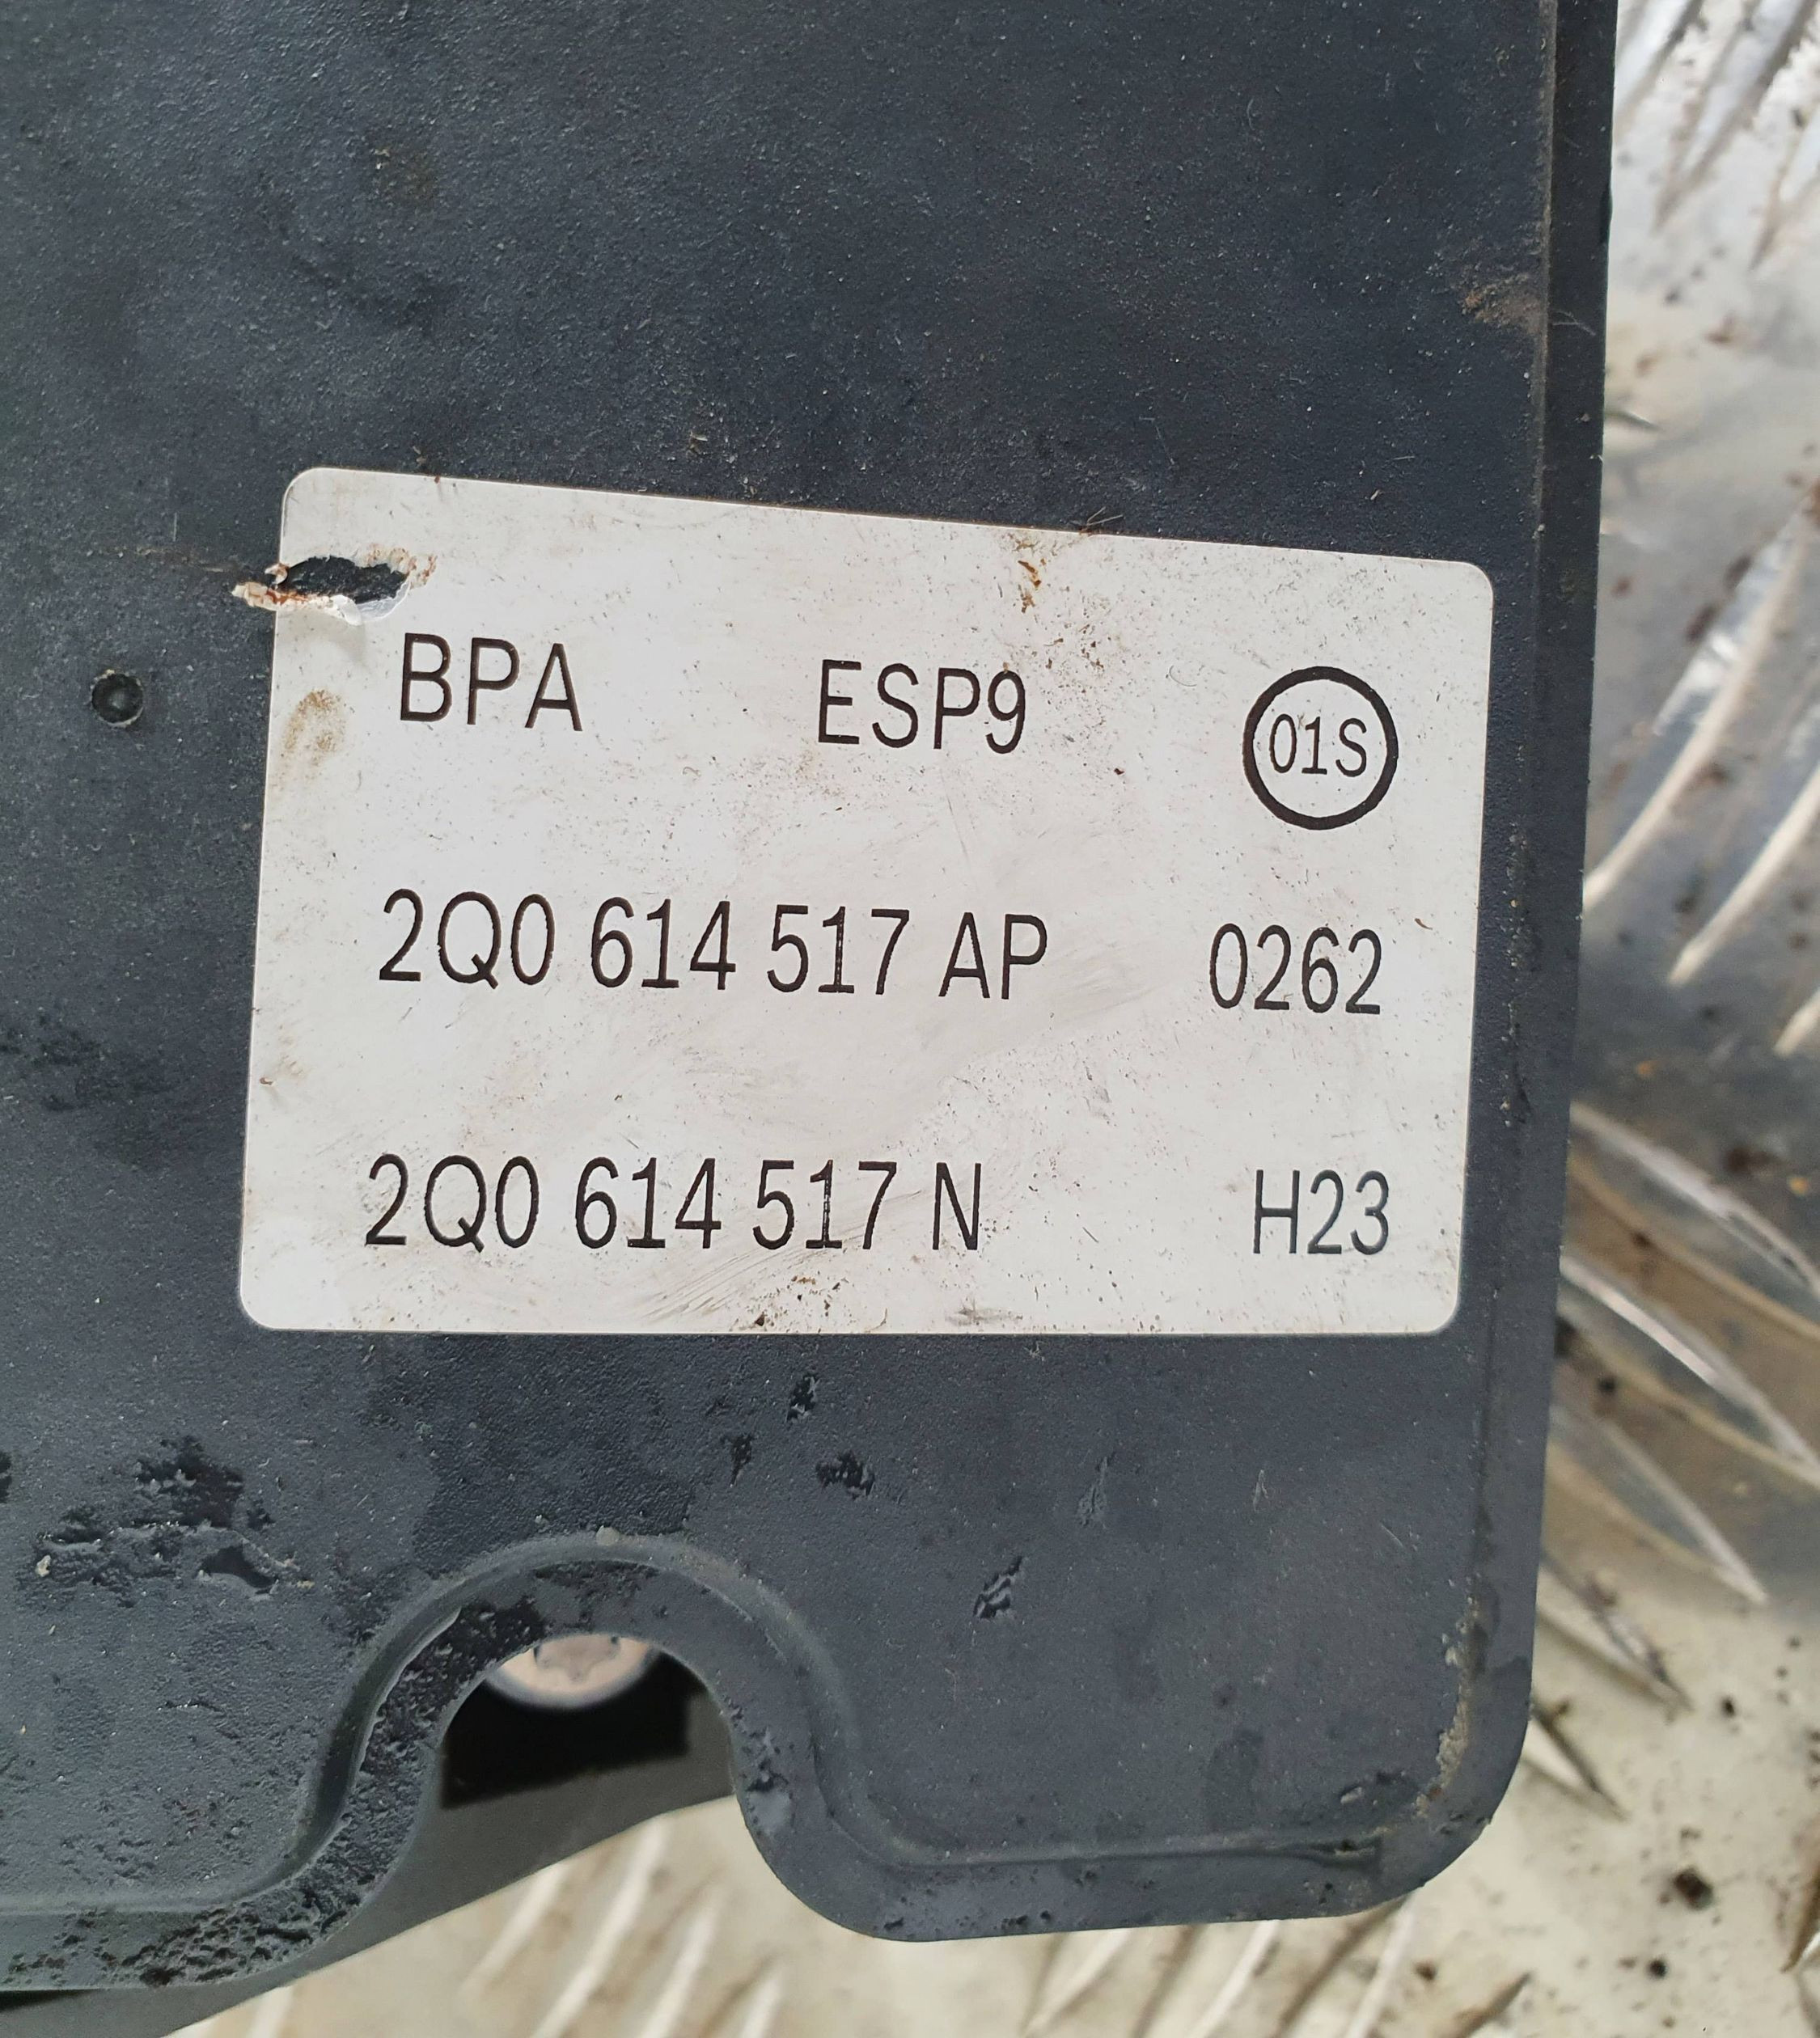 BPA ESP9 01S
2Q0 614 517 AP 0262
2Q0 614 517 N H23